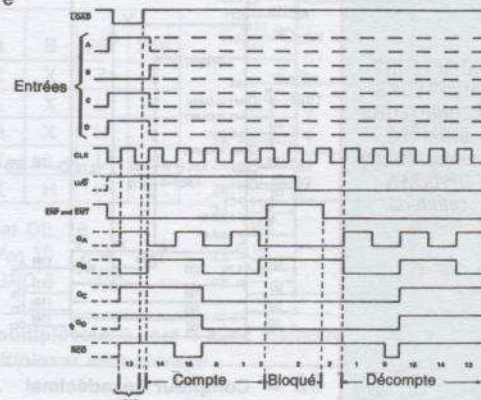 LOAD
A
B
Entrées
C
D
CLK
U/D
ENP and ENT
QA
QB
QC
QD
RCO
13 14 15 0 1 2 2 2 1 0 15 14 13
Compte Bloqué Décompte